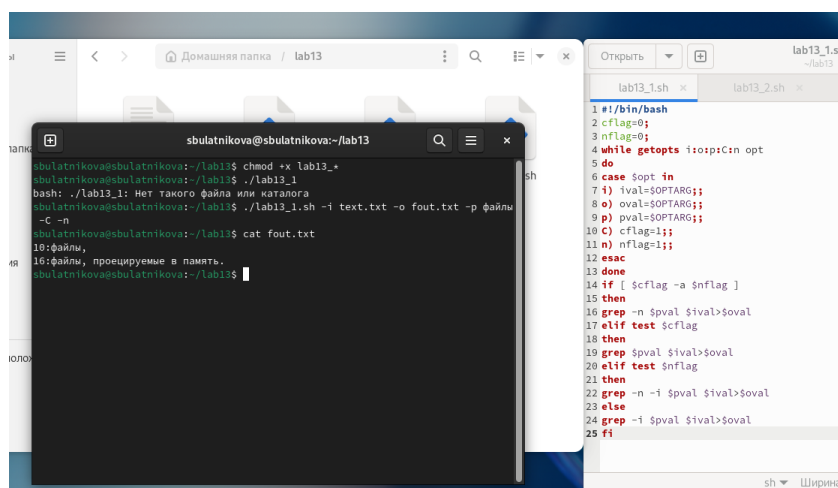 Домашняя папка / lab13
sh
sbulatnikova@sbulatnikova:~/lab13
sbulatnikova@sbulatnikova:~/lab13$ chmod +x lab13_*
sbulatnikova@sbulatnikova:~/lab13$ ./lab13_1
bash: ./lab13_1: Нет такого файла или каталога
sbulatnikova@sbulatnikova:~/lab13$ ./lab13_1.sh -i text.txt -o fout.txt -p файлы
-C -n
sbulatnikova@sbulatnikova:~/lab13$ cat fout.txt
10:файлы,
16:файлы, проецируемые в память.
sbulatnikova@sbulatnikova:~/lab13$
Открыть
lab13_1.s
~/lab13
lab13_1.sh
lab13_2.sh
1 #!/bin/bash
2 cflag=0;
3 nflag=0;
4 while getopts i:o:p:C:n opt
5 do
6 case $opt in
7 i) ival=$OPTARG;;
8 o) oval=$OPTARG;;
9 p) pval=$OPTARG;;
10 C) cflag=1;;
11 n) nflag=1;;
12 esac
13 done
14 if [ $cflag -a $nflag ]
15 then
16 grep -n $pval $ival>$oval
17 elif test $cflag
18 then
19 grep $pval $ival>$oval
20 elif test $nflag
21 then
22 grep -n -i $pval $ival>$oval
23 else
24 grep -i $pval $ival>$oval
25 fi
sh
Ширина